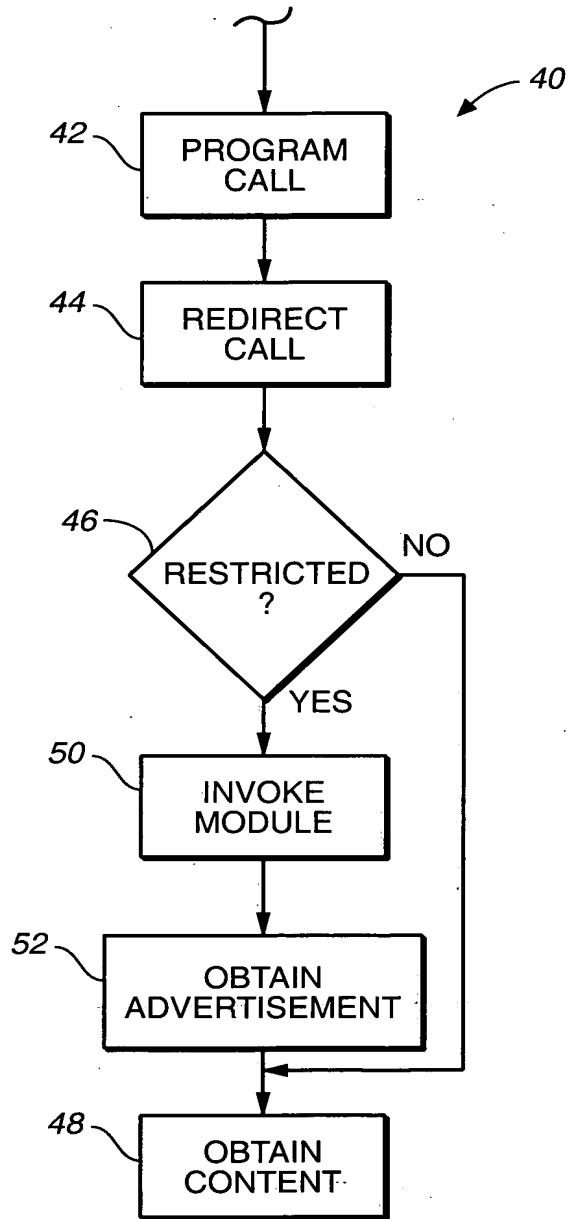 40
42
PROGRAM
CALL
44
REDIRECT
CALL
46
NO
RESTRICTED
?
YES
50
INVOKE
MODULE
52
OBTAIN
ADVERTISEMENT
48
OBTAIN
CONTENT